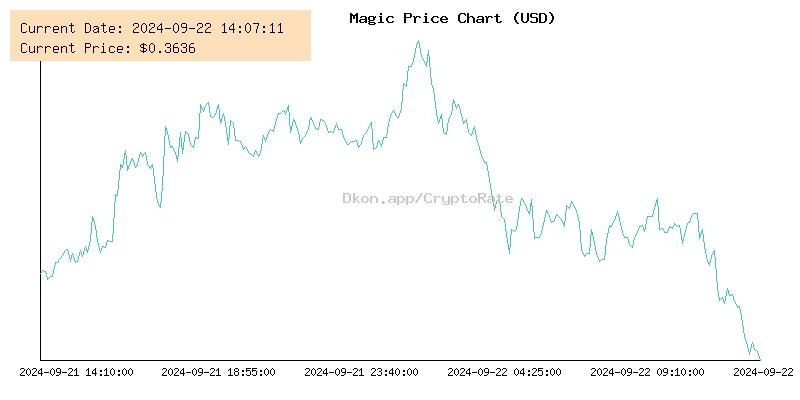 Magic Price Chart (USD)
Current Date: 2024-09-22 14:07:11
Current Price: $0.3636
Dkon.app/CryptoRate
2024-09-21 14:10:00
2024-09-21 18:55:00
2024-09-21 23:40:00
2024-09-22 04:25:00
2024-09-22 09:10:00
2024-09-22